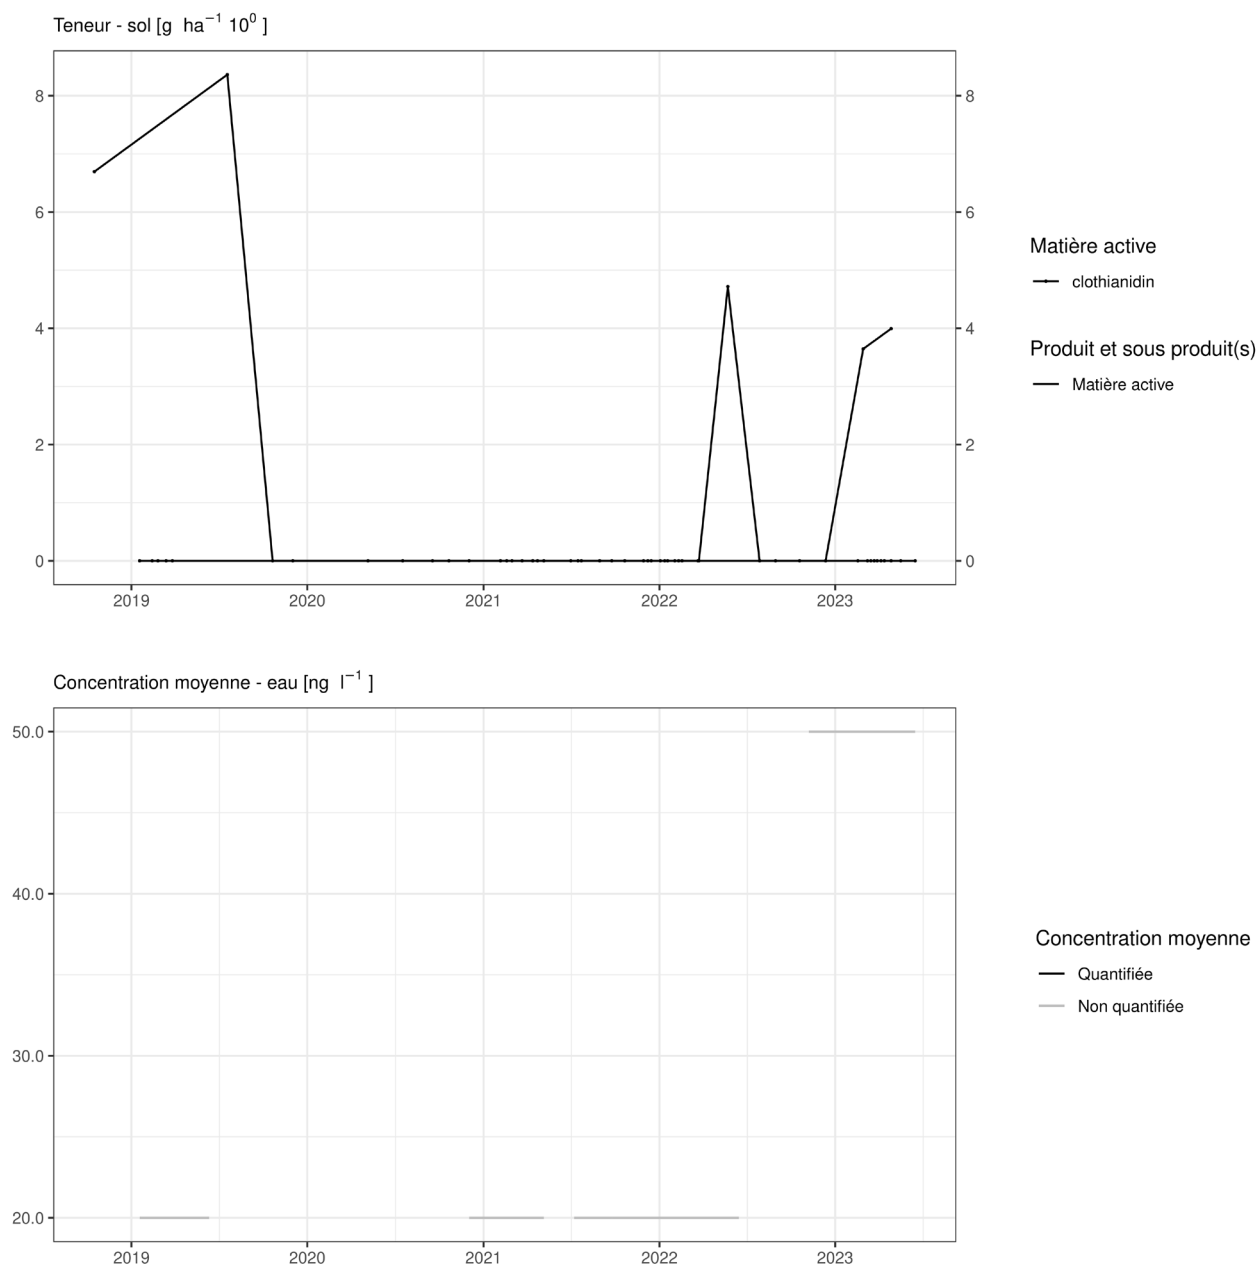 Teneur - sol [g ha⁻¹ 10⁰ ]
8
6
4
2
0
8
6
4
2
0
2019 2020 2021 2022 2023
Matière active
clothianidin
Produit et sous produit(s)
Matière active
Concentration moyenne - eau [ng l⁻¹ ]
50.0
40.0
30.0
20.0
2019 2020 2021 2022 2023
Concentration moyenne
Quantifiée
Non quantifiée